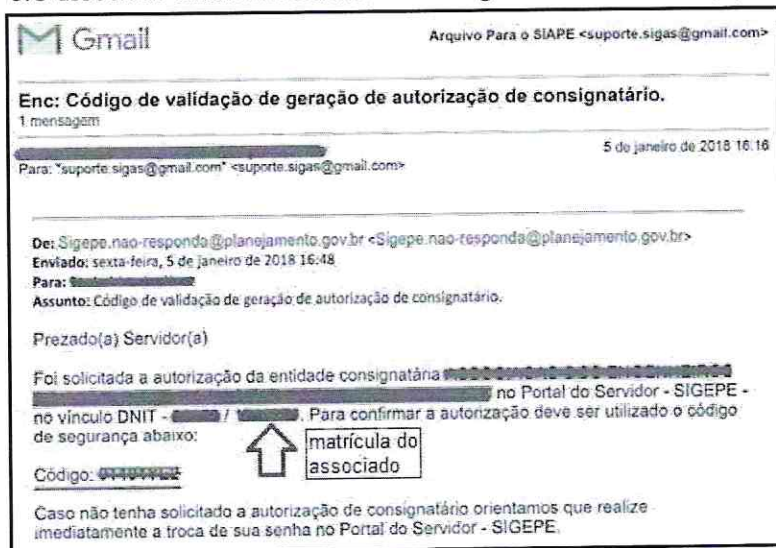 Gmail
Arquivo Para o SIAPE <suporte.sigas@gmail.com>
Enc: Código de validação de geração de autorização de consignatário.
1 mensagem
5 de janeiro de 2018 16:16
Para: "suporte.sigas@gmail.com" <suporte.sigas@gmail.com>
De: Sigepe.nao-responda@planejamento.gov.br <Sigepe.nao-responda@planejamento.gov.br>
Enviado: sexta-feira, 5 de janeiro de 2018 16:48
Para:
Assunto: Código de validação de geração de autorização de consignatário.
Prezado(a) Servidor(a)
Foi solicitada a autorização da entidade consignatária
no Portal do Servidor - SIGEPE -
no vínculo DNIT - / . Para confirmar a autorização deve ser utilizado o código
de segurança abaixo:
matrícula do
associado
Código:
Caso não tenha solicitado a autorização de consignatário orientamos que realize
imediatamente a troca de sua senha no Portal do Servidor - SIGEPE.